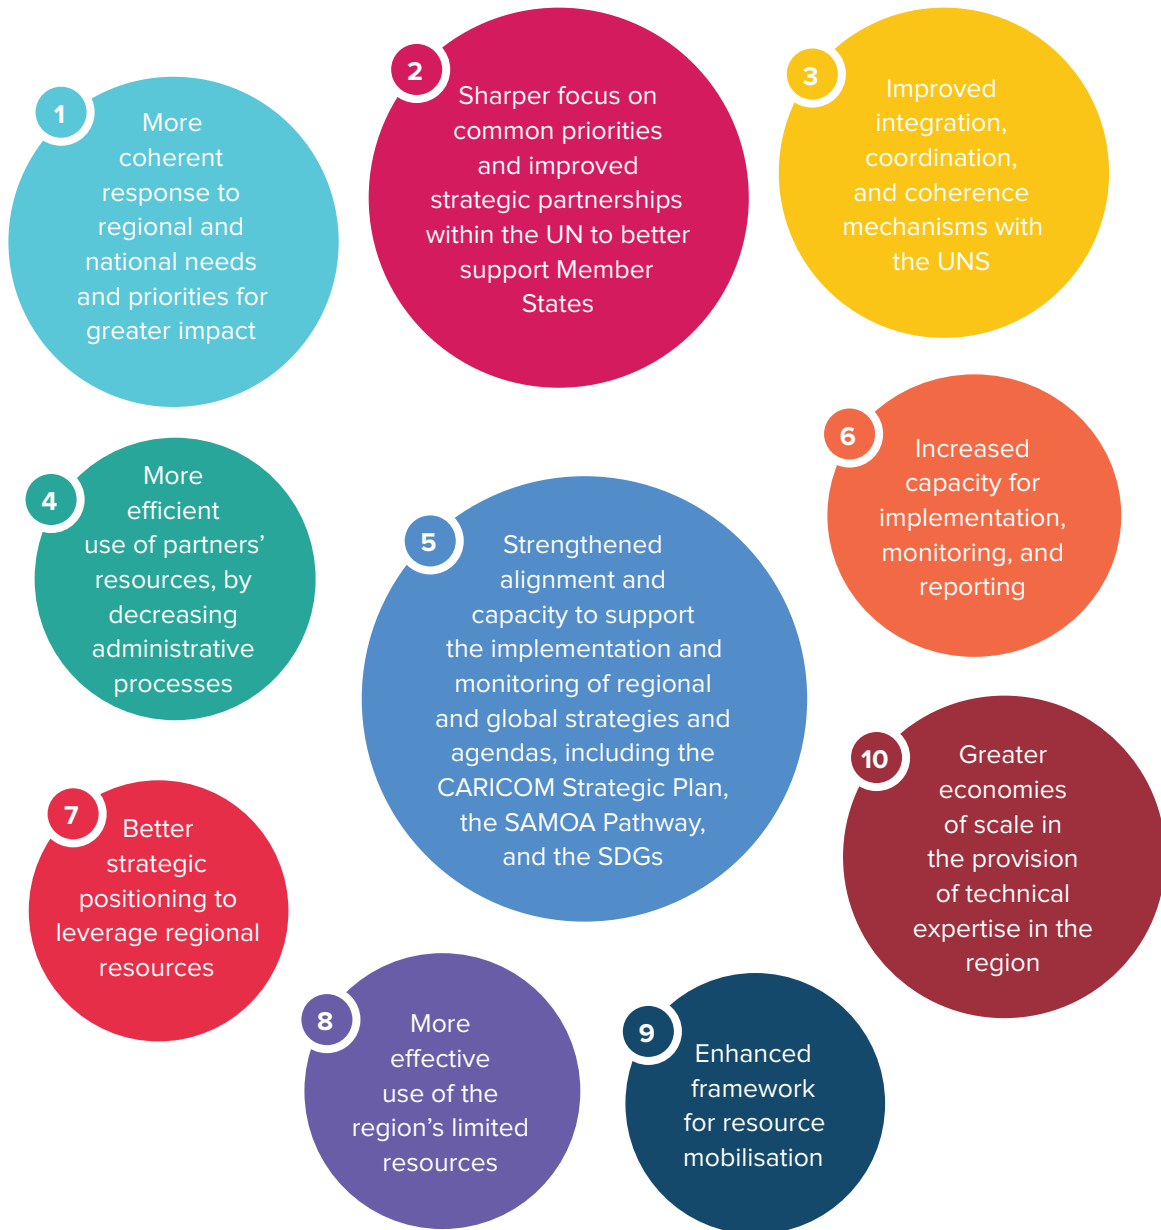 1
More
coherent
response to
regional and
national needs
and priorities for
greater impact
2
Sharper focus on
common priorities
and improved
strategic partnerships
within the UN to better
support Member
States
3
Improved
integration,
coordination,
and coherence
mechanisms with
the UNS
4
More
efficient
use of partners’
resources, by
decreasing
administrative
processes
5
Strengthened
alignment and
capacity to support
the implementation and
monitoring of regional
and global strategies and
agendas, including the
CARICOM Strategic Plan,
the SAMOA Pathway,
and the SDGs
6
Increased
capacity for
implementation,
monitoring, and
reporting
7
Better
strategic
positioning to
leverage regional
resources
8
More
effective
use of the
region’s limited
resources
9
Enhanced
framework
for resource
mobilisation
10
Greater
economies
of scale in
the provision
of technical
expertise in the
region